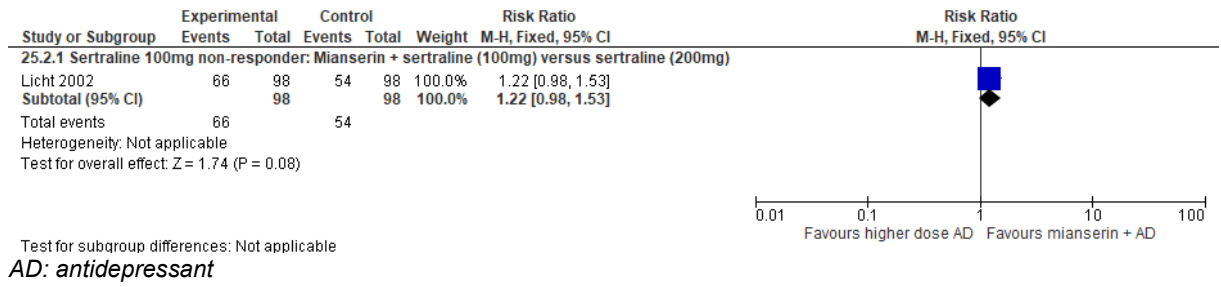 Experimental Control Risk Ratio Risk Ratio
Study or Subgroup Events Total Events Total Weight M-H, Fixed, 95% CI M-H, Fixed, 95% CI
25.2.1 Sertraline 100mg non-responder: Mianserin + sertraline (100mg) versus sertraline (200mg)
Licht 2002 66 98 54 98 100.0% 1.22 [0.98, 1.53]
Subtotal (95% CI) 98 98 100.0% 1.22 [0.98, 1.53]
Total events 66 54
Heterogeneity: Not applicable
Test for overall effect: Z = 1.74 (P = 0.08)
0.01 0.1 1 10 100
Favours higher dose AD Favours mianserin + AD
Test for subgroup differences: Not applicable
AD: antidepressant